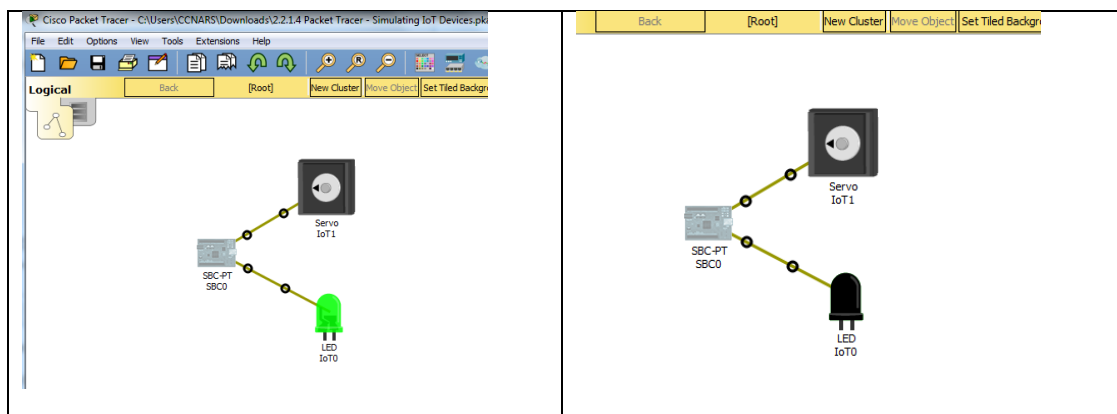 Cisco Packet Tracer - C:\Users\CCNARS\Downloads\2.2.1.4 Packet Tracer - Simulating IoT Devices.pk
File Edit Options View Tools Extensions Help
Logical Back [Root] New Cluster Move Object Set Tiled Backgr
Servo
IoT1
SBC-PT
SBC0
LED
IoT0
Back [Root] New Cluster Move Object Set Tiled Backgr
Servo
IoT1
SBC-PT
SBC0
LED
IoT0